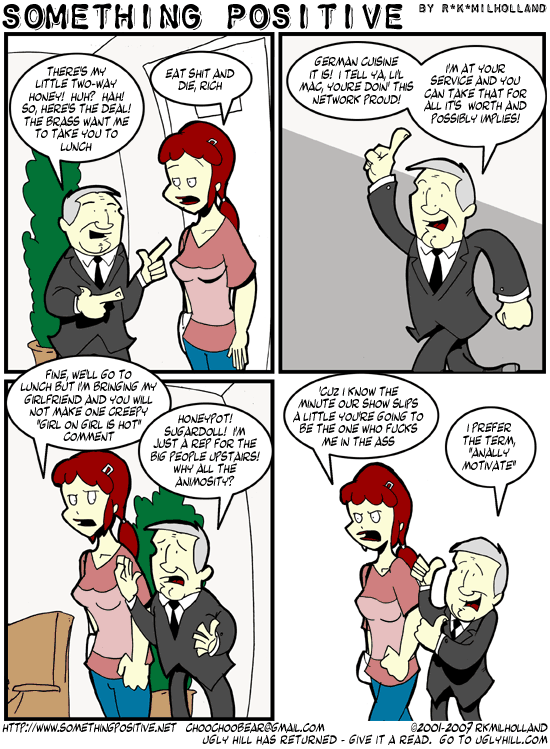 SOMETHING POSITIVE BY R*K*MILHOLLAND
THERE'S MY
LITTLE TWO-WAY
HONEY! HUH? HAH!
SO, HERE'S THE DEAL!
THE BRASS WANT ME
TO TAKE YOU TO
LUNCH
EAT SHIT AND
DIE, RICH
GERMAN CUISINE
IT IS! I TELL YA, LI'L
MAC, YOU'RE DOIN' THIS
NETWORK PROUD!
I'M AT YOUR
SERVICE AND YOU
CAN TAKE THAT FOR
ALL IT'S WORTH AND
POSSIBLY IMPLIES!
FINE, WE'LL GO TO
LUNCH BUT I'M BRINGING MY
GIRLFRIEND AND YOU WILL
NOT MAKE ONE CREEPY
"GIRL ON GIRL IS HOT"
COMMENT
HONEYPOT!
SUGARDOLL! I'M
JUST A REP FOR THE
BIG PEOPLE UPSTAIRS!
WHY ALL THE
ANIMOSITY?
'CUZ I KNOW THE
MINUTE OUR SHOW SLIPS
A LITTLE YOU'RE GOING TO
BE THE ONE WHO FUCKS
ME IN THE ASS
I PREFER
THE TERM,
"ANALLY
MOTIVATE"
HTTP://WWW.SOMETHINGPOSITIVE.NET CHOOCHOOBEAR@GMAIL.COM ©2001-2007 RKMILHOLLAND
UGLY HILL HAS RETURNED - GIVE IT A READ. GO TO UGLYHILL.COM